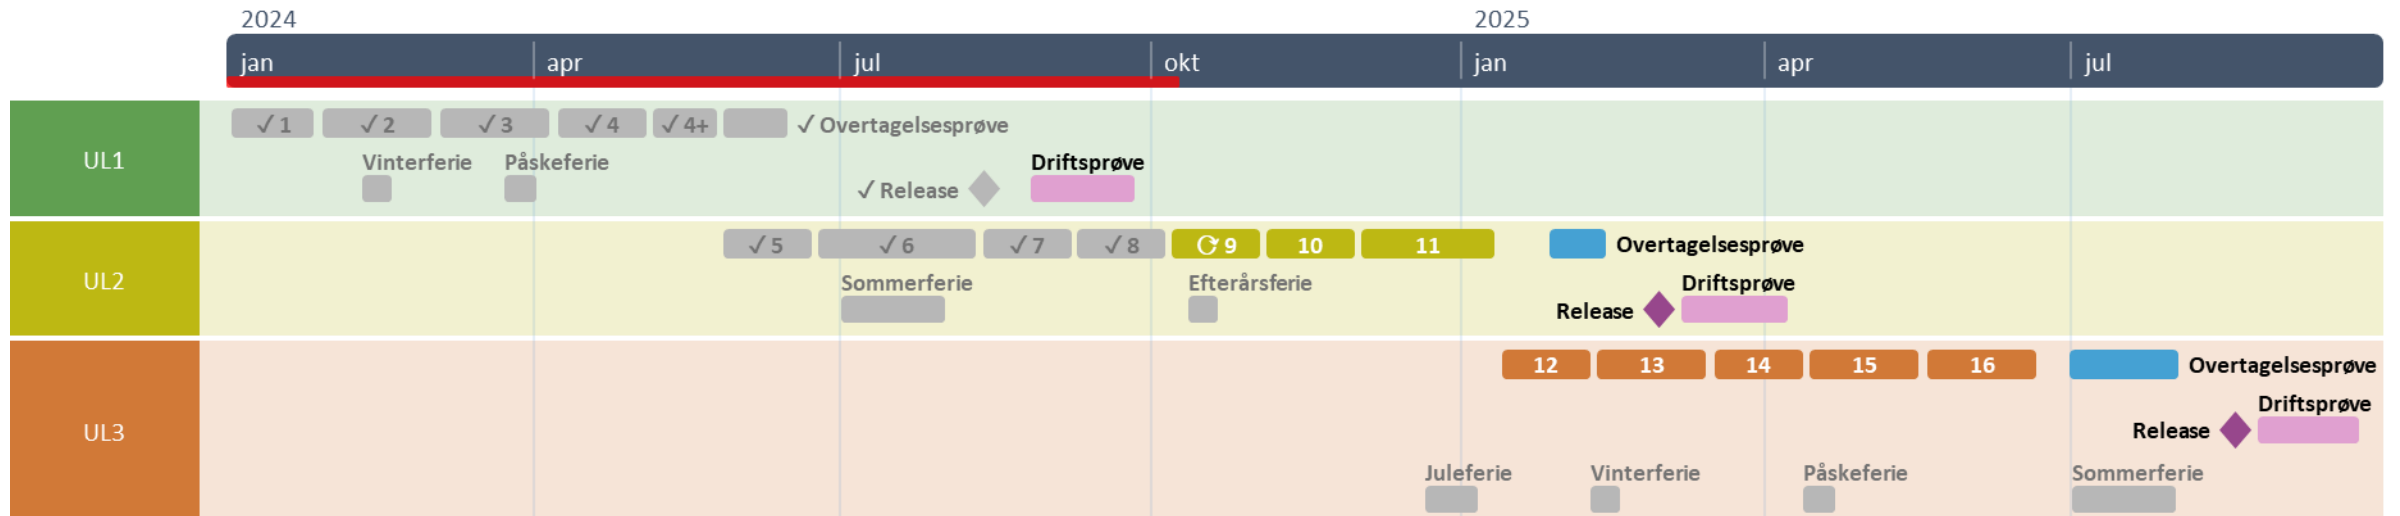 2024 2025
jan apr jul okt jan apr jul
UL1
✓ 1 ✓ 2 ✓ 3 ✓ 4 ✓ 4+ ✓ Overtagelsesprøve
Vinterferie Påskeferie Driftsprøve
✓ Release
UL2
✓ 5 ✓ 6 ✓ 7 ✓ 8 ⟳ 9 10 11 Overtagelsesprøve
Sommerferie Efterårsferie Driftsprøve
Release
UL3
12 13 14 15 16 Overtagelsesprøve
Driftsprøve
Release
Juleferie Vinterferie Påskeferie Sommerferie